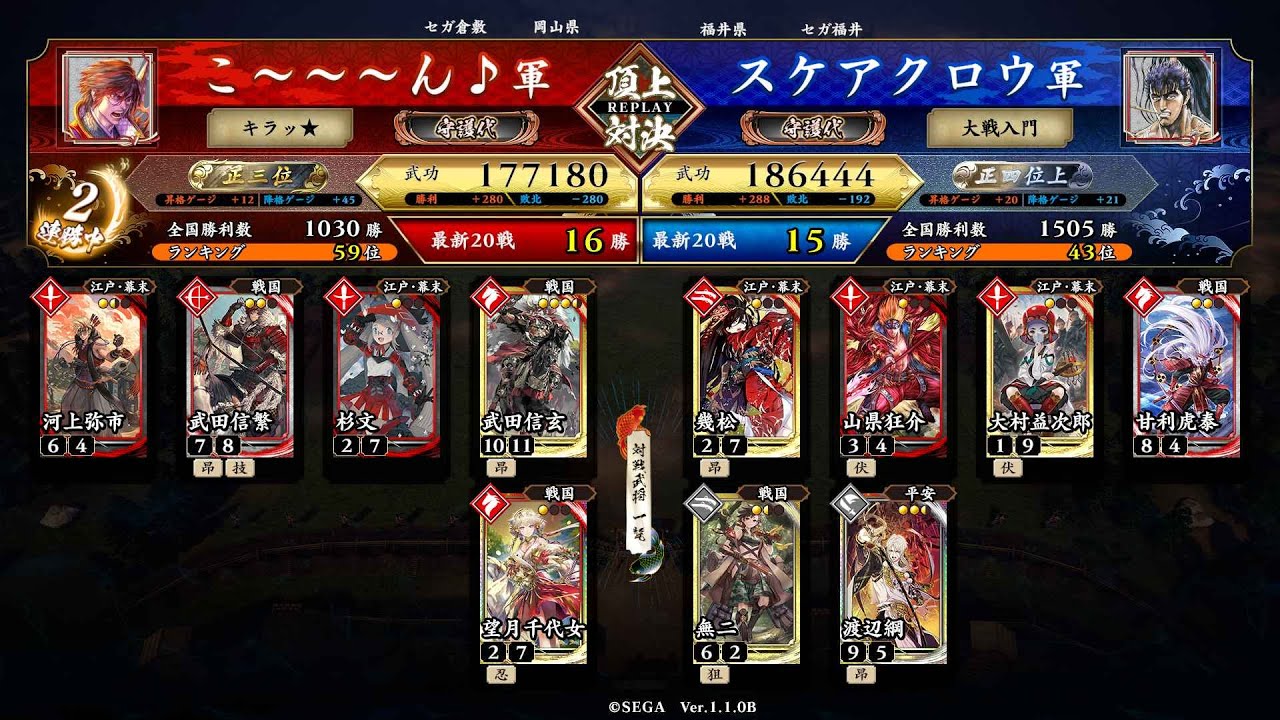 セガ倉敷 岡山県 福井県 セガ福井
こ～～～ん♪軍
頂上
REPLAY
対決
スケアクロウ軍
キラッ★
守護代
守護代
大戦入門
2
連勝中
正三位
昇格ゲージ +12 降格ゲージ +45
武功 177180
勝利 +280 敗北 -280
武功 186444
勝利 +288 敗北 -192
正四位上
昇格ゲージ +20 降格ゲージ +21
全国勝利数 1030勝
ランキング 59位
最新20戦 16勝
最新20戦 15勝
全国勝利数 1505勝
ランキング 43位
江戸・幕末
河上弥市
6 4
戦国
武田信繁
7 8
昂 技
江戸・幕末
杉文
2 7
戦国
武田信玄
10 11
昂
対戦武将一覧
江戸・幕末
幾松
2 7
昂
江戸・幕末
山県狂介
3 4
伏
江戸・幕末
大村益次郎
1 9
伏
戦国
甘利虎泰
8 4
戦国
望月千代女
2 7
忍
戦国
無二
6 2
狙
平安
渡辺綱
9 5
昂
©SEGA Ver.1.1.0B